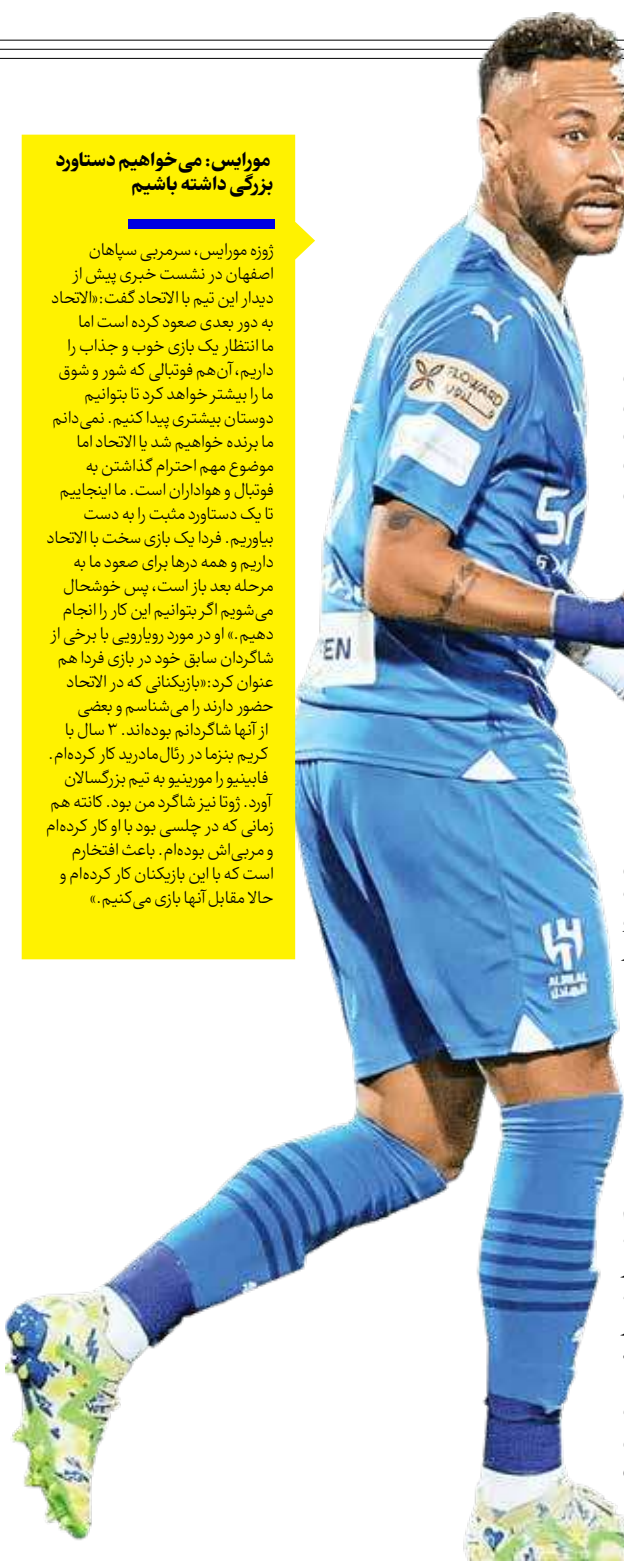 مورایس: می‌خواهیم دستاورد
بزرگی داشته باشیم
ژوزه مورایس، سرمربی سپاهان
اصفهان در نشست خبری پیش از
دیدار این تیم با الاتحاد گفت:«الاتحاد
به دور بعدی صعود کرده است اما
ما انتظار یک بازی خوب و جذاب را
داریم، آن‌هم فوتبالی که شور و شوق
ما را بیشتر خواهد کرد تا بتوانیم
دوستان بیشتری پیدا کنیم. نمی‌دانم
ما برنده خواهیم شد یا الاتحاد اما
موضوع مهم احترام گذاشتن به
فوتبال و هواداران است. ما اینجاییم
تا یک دستاورد مثبت را به دست
بیاوریم. فردا یک بازی سخت با الاتحاد
داریم و همه درها برای صعود ما به
مرحله بعد باز است، پس خوشحال
می‌شویم اگر بتوانیم این کار را انجام
دهیم.» او در مورد رویارویی با برخی از
شاگردان سابق خود در بازی فردا هم
عنوان کرد:«بازیکنانی که در الاتحاد
حضور دارند را می‌شناسم و بعضی
از آنها شاگردانم بوده‌اند. ۳ سال با
کریم بنزما در رئال‌مادرید کار کرده‌ام.
فابینیو را مورینیو به تیم بزرگسالان
آورد. ژوتا نیز شاگرد من بود. کانته هم
زمانی که در چلسی بود با او کار کرده‌ام
و مربی‌اش بوده‌ام. باعث افتخارم
است که با این بازیکنان کار کرده‌ام و
حالا مقابل آنها بازی می‌کنیم.»
FLOWARD
EN
ALHILAL
الهلال